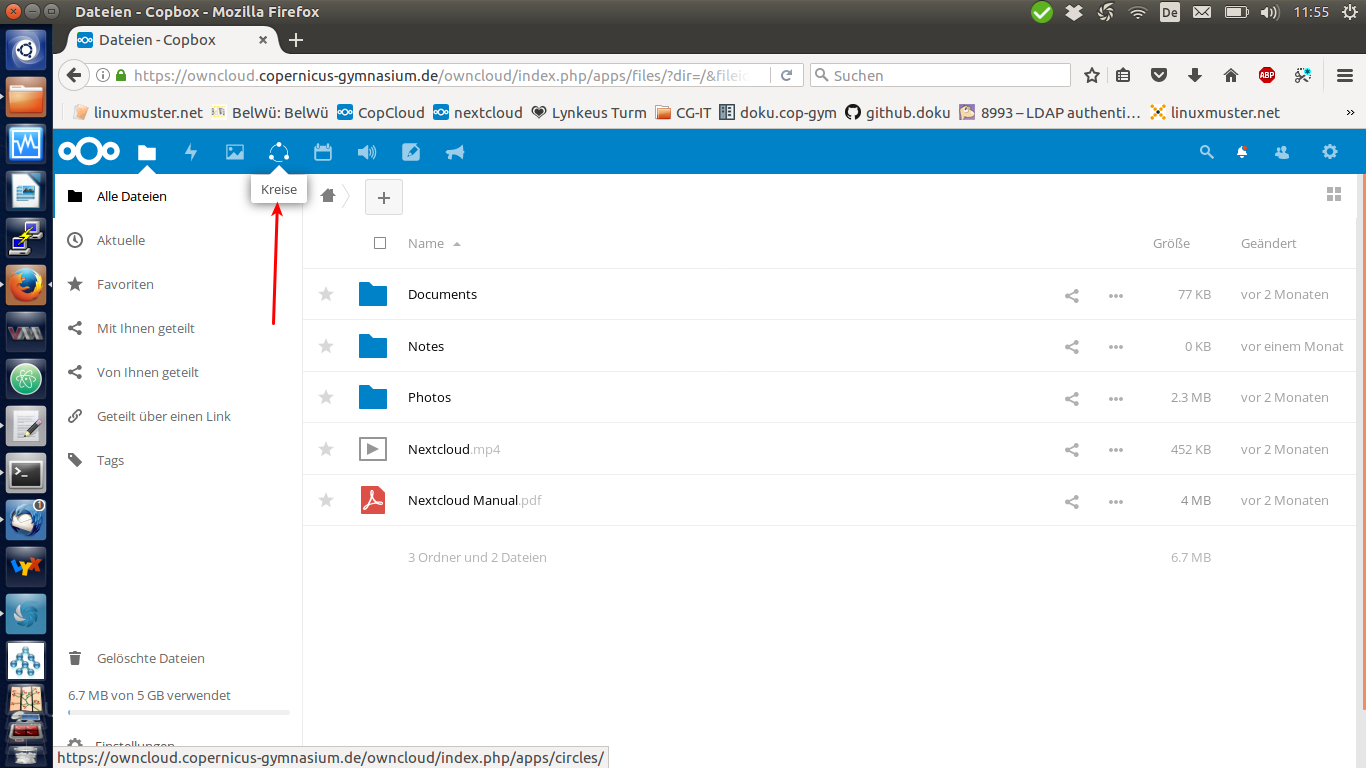 Dateien - Copbox - Mozilla Firefox
De
11:55
Dateien - Copbox
https://owncloud.copernicus-gymnasium.de/owncloud/index.php/apps/files/?dir=/&filei
Suchen
ABP
linuxmuster.net
BelWü: BelWü
CopCloud
nextcloud
Lynkeus Turm
CG-IT
doku.cop-gym
github.doku
8993 – LDAP authenti…
linuxmuster.net
»
Kreise
Alle Dateien
Aktuelle
Favoriten
Mit Ihnen geteilt
Von Ihnen geteilt
Geteilt über einen Link
Tags
Gelöschte Dateien
6.7 MB von 5 GB verwendet
Einstellungen
Name Größe Geändert
Documents 77 KB vor 2 Monaten
Notes 0 KB vor einem Monat
Photos 2.3 MB vor 2 Monaten
Nextcloud.mp4 452 KB vor 2 Monaten
Nextcloud Manual.pdf 4 MB vor 2 Monaten
3 Ordner und 2 Dateien 6.7 MB
https://owncloud.copernicus-gymnasium.de/owncloud/index.php/apps/circles/